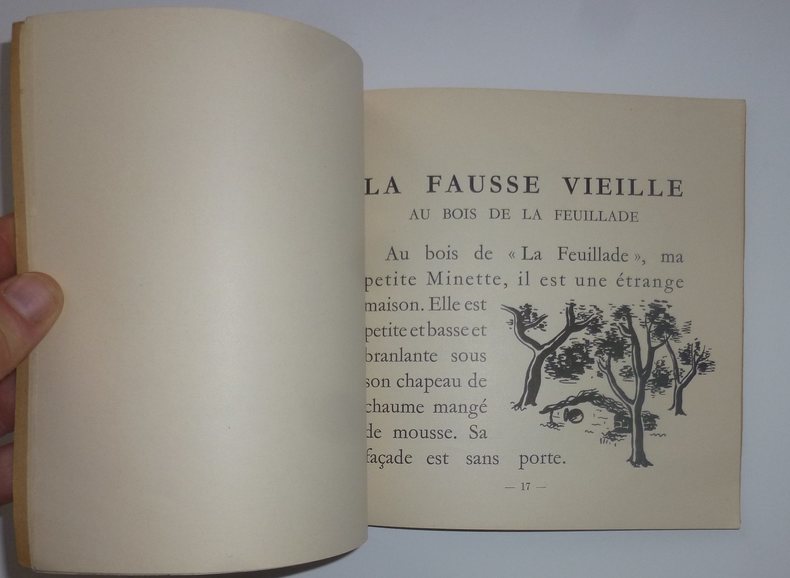 LA FAUSSE VIEILLE
AU BOIS DE LA FEUILLADE
Au bois de « La Feuillade », ma
petite Minette, il est une étrange
maison. Elle est
petite et basse et
branlante sous
son chapeau de
chaume mangé
de mousse. Sa
façade est sans porte.
— 17 —